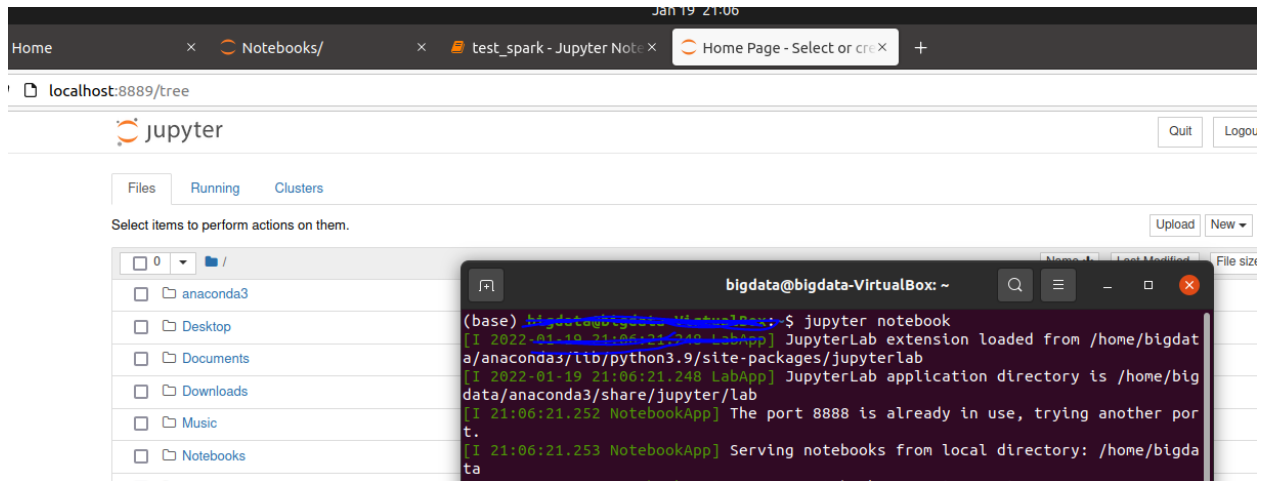 Jan 19 21:06
Home
Notebooks/
test_spark - Jupyter Note
Home Page - Select or cre
localhost:8889/tree
jupyter
Quit
Logou
Files
Running
Clusters
Select items to perform actions on them.
Upload
New
0
/
Name
Last Modified
File size
anaconda3
Desktop
Documents
Downloads
Music
Notebooks
bigdata@bigdata-VirtualBox: ~
(base) bigdata@bigdata-VirtualBox:~$ jupyter notebook
[I 2022-01-19 21:06:21.248 LabApp] JupyterLab extension loaded from /home/bigdat
a/anaconda3/lib/python3.9/site-packages/jupyterlab
[I 2022-01-19 21:06:21.248 LabApp] JupyterLab application directory is /home/big
data/anaconda3/share/jupyter/lab
[I 21:06:21.252 NotebookApp] The port 8888 is already in use, trying another por
t.
[I 21:06:21.253 NotebookApp] Serving notebooks from local directory: /home/bigda
ta